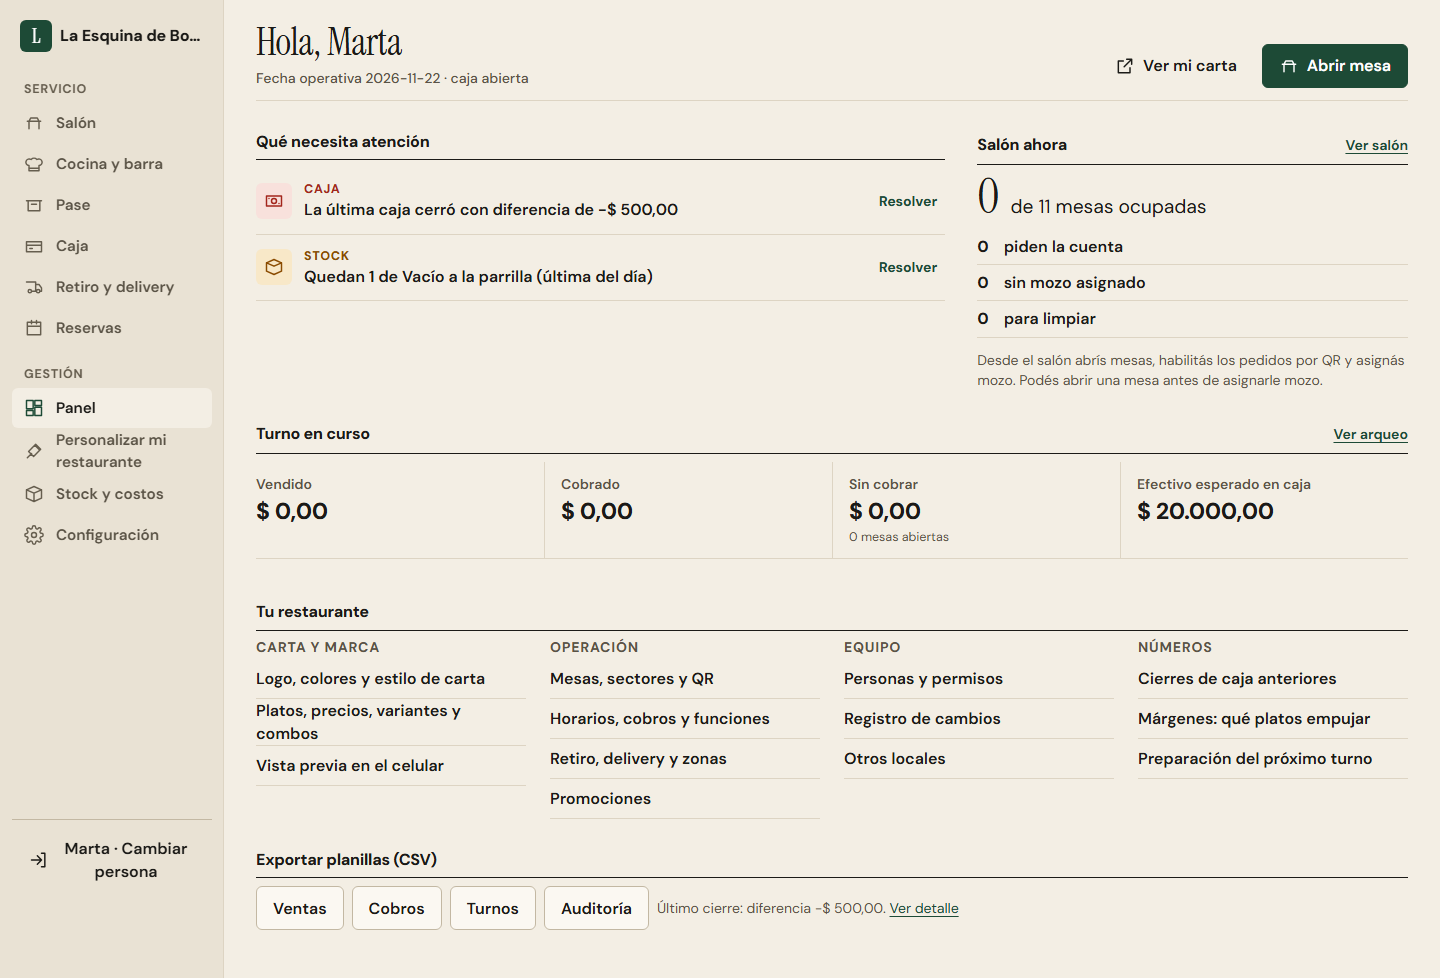 L
La Esquina de Bo...
SERVICIO
Salón
Cocina y barra
Pase
Caja
Retiro y delivery
Reservas
GESTIÓN
Panel
Personalizar mi
restaurante
Stock y costos
Configuración
Marta · Cambiar
persona
Hola, Marta
Fecha operativa 2026-11-22 · caja abierta
Ver mi carta
Abrir mesa
Qué necesita atención
CAJA
La última caja cerró con diferencia de -$ 500,00
Resolver
STOCK
Quedan 1 de Vacío a la parrilla (última del día)
Resolver
Salón ahora
Ver salón
0 de 11 mesas ocupadas
0 piden la cuenta
0 sin mozo asignado
0 para limpiar
Desde el salón abrís mesas, habilitás los pedidos por QR y asignás
mozo. Podés abrir una mesa antes de asignarle mozo.
Turno en curso
Ver arqueo
Vendido
$ 0,00
Cobrado
$ 0,00
Sin cobrar
$ 0,00
0 mesas abiertas
Efectivo esperado en caja
$ 20.000,00
Tu restaurante
CARTA Y MARCA
Logo, colores y estilo de carta
Platos, precios, variantes y
combos
Vista previa en el celular
OPERACIÓN
Mesas, sectores y QR
Horarios, cobros y funciones
Retiro, delivery y zonas
Promociones
EQUIPO
Personas y permisos
Registro de cambios
Otros locales
NÚMEROS
Cierres de caja anteriores
Márgenes: qué platos empujar
Preparación del próximo turno
Exportar planillas (CSV)
Ventas
Cobros
Turnos
Auditoría
Último cierre: diferencia -$ 500,00. Ver detalle